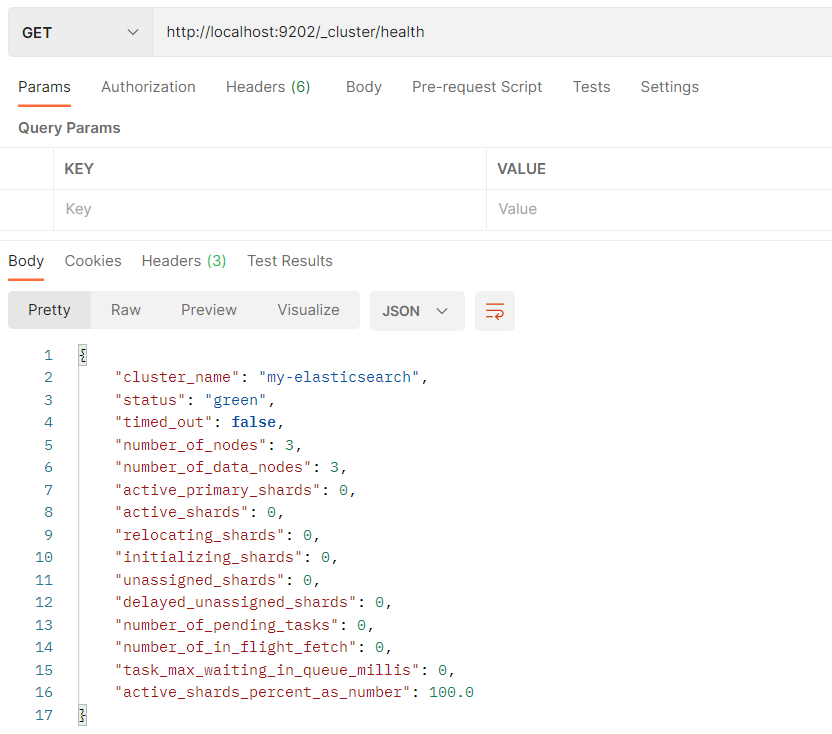 GET http://localhost:9202/_cluster/health
Params Authorization Headers (6) Body Pre-request Script Tests Settings
Query Params
KEY VALUE
Key Value
Body Cookies Headers (3) Test Results
Pretty Raw Preview Visualize JSON
1 {
2 "cluster_name": "my-elasticsearch",
3 "status": "green",
4 "timed_out": false,
5 "number_of_nodes": 3,
6 "number_of_data_nodes": 3,
7 "active_primary_shards": 0,
8 "active_shards": 0,
9 "relocating_shards": 0,
10 "initializing_shards": 0,
11 "unassigned_shards": 0,
12 "delayed_unassigned_shards": 0,
13 "number_of_pending_tasks": 0,
14 "number_of_in_flight_fetch": 0,
15 "task_max_waiting_in_queue_millis": 0,
16 "active_shards_percent_as_number": 100.0
17 }